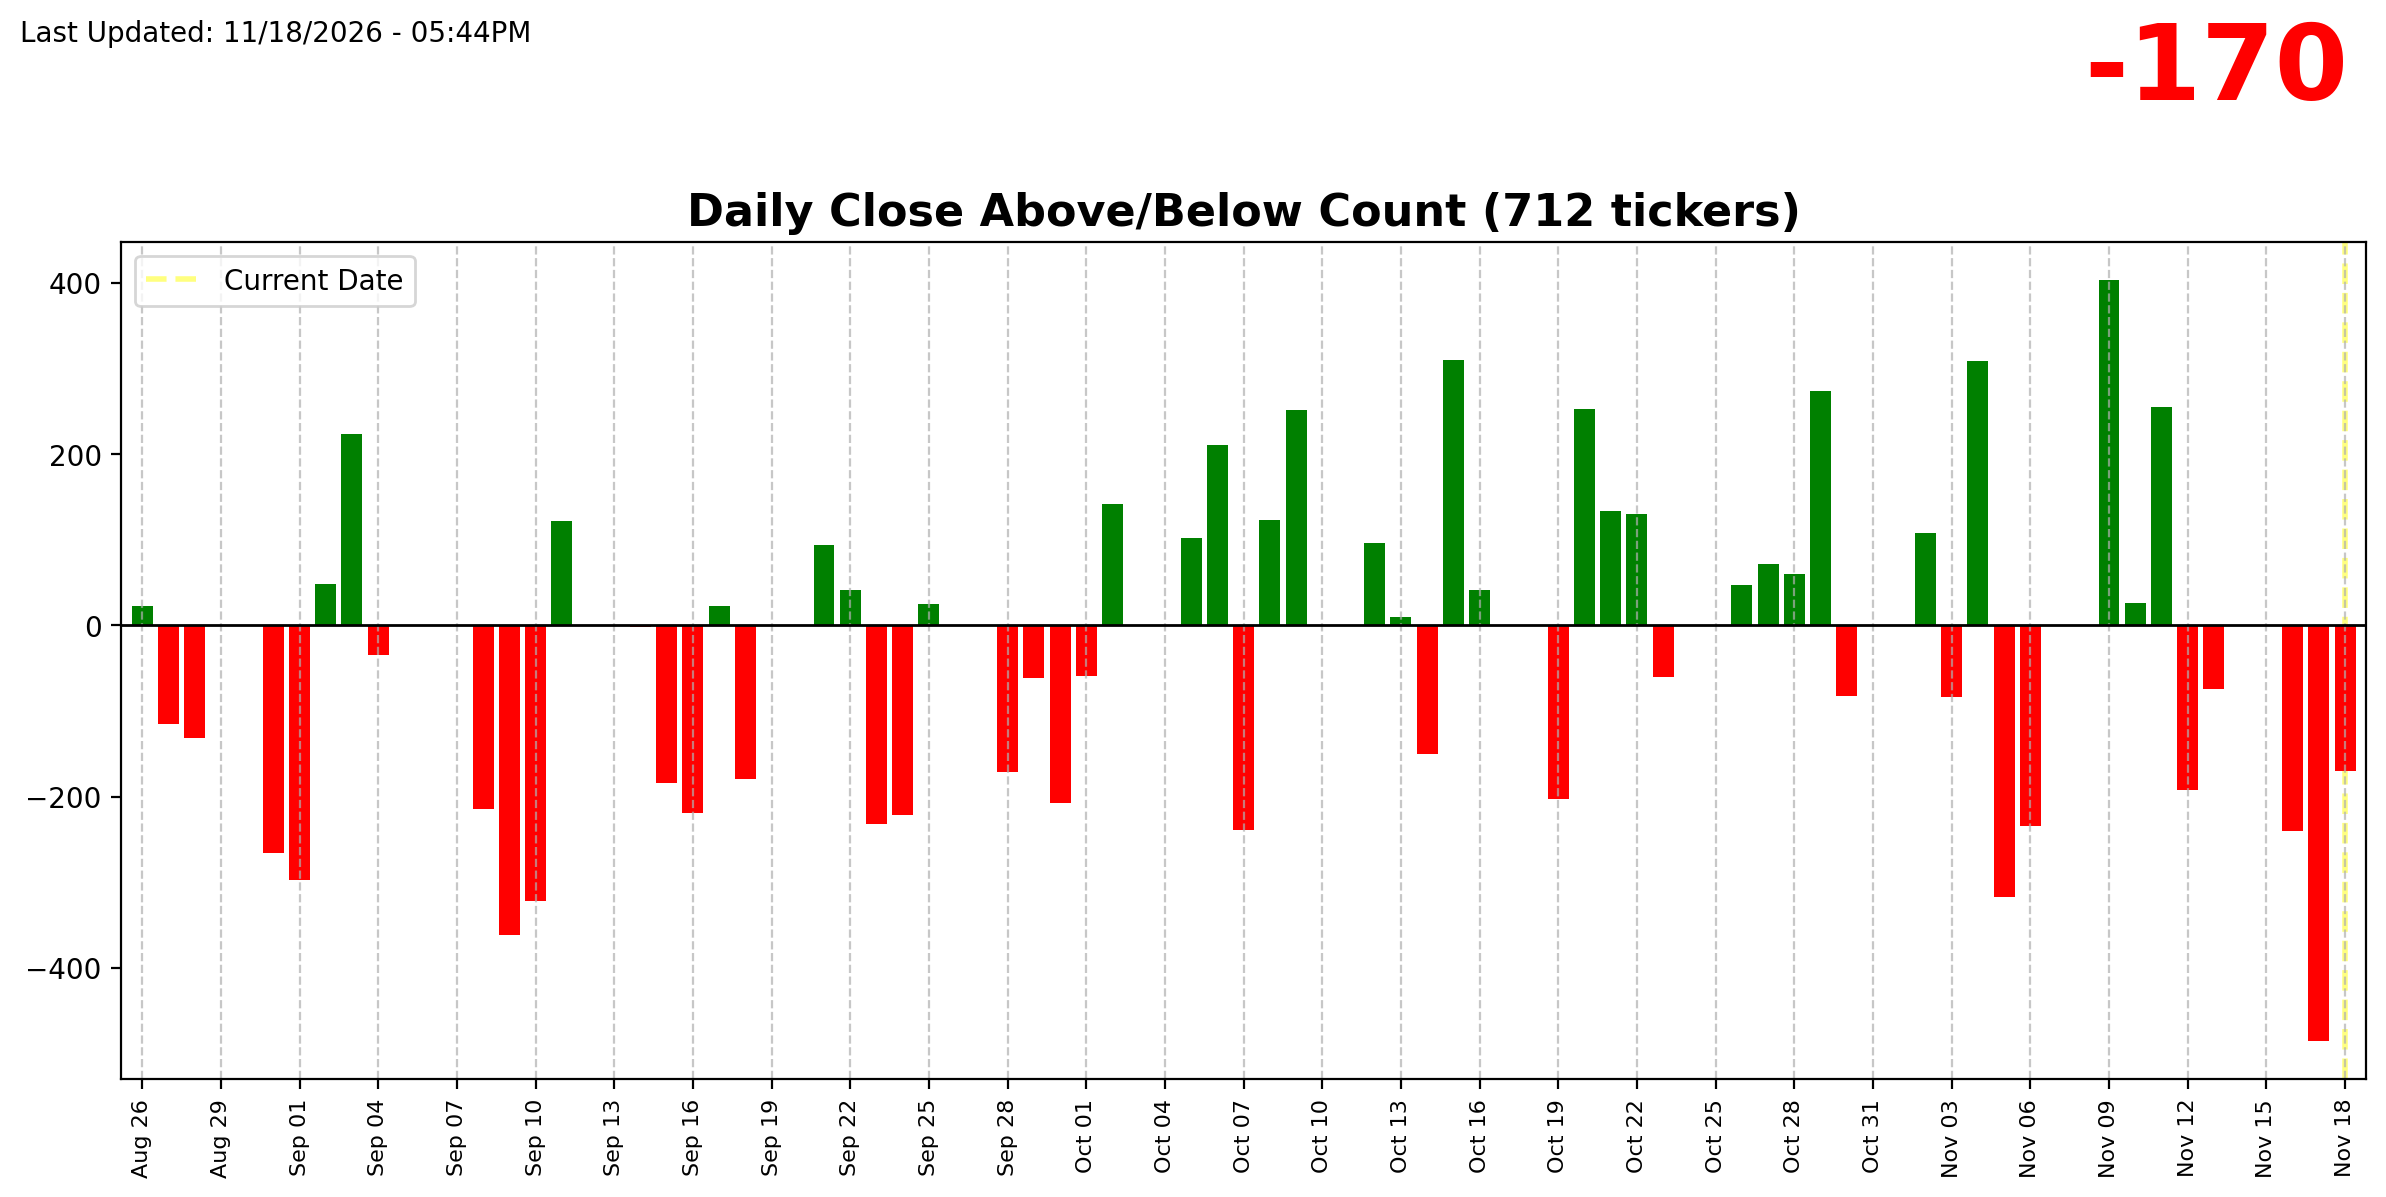 Last Updated: 11/18/2026 - 05:44PM
-170
Daily Close Above/Below Count (712 tickers)
Current Date
400
200
0
−200
−400
Aug 26
Aug 29
Sep 01
Sep 04
Sep 07
Sep 10
Sep 13
Sep 16
Sep 19
Sep 22
Sep 25
Sep 28
Oct 01
Oct 04
Oct 07
Oct 10
Oct 13
Oct 16
Oct 19
Oct 22
Oct 25
Oct 28
Oct 31
Nov 03
Nov 06
Nov 09
Nov 12
Nov 15
Nov 18